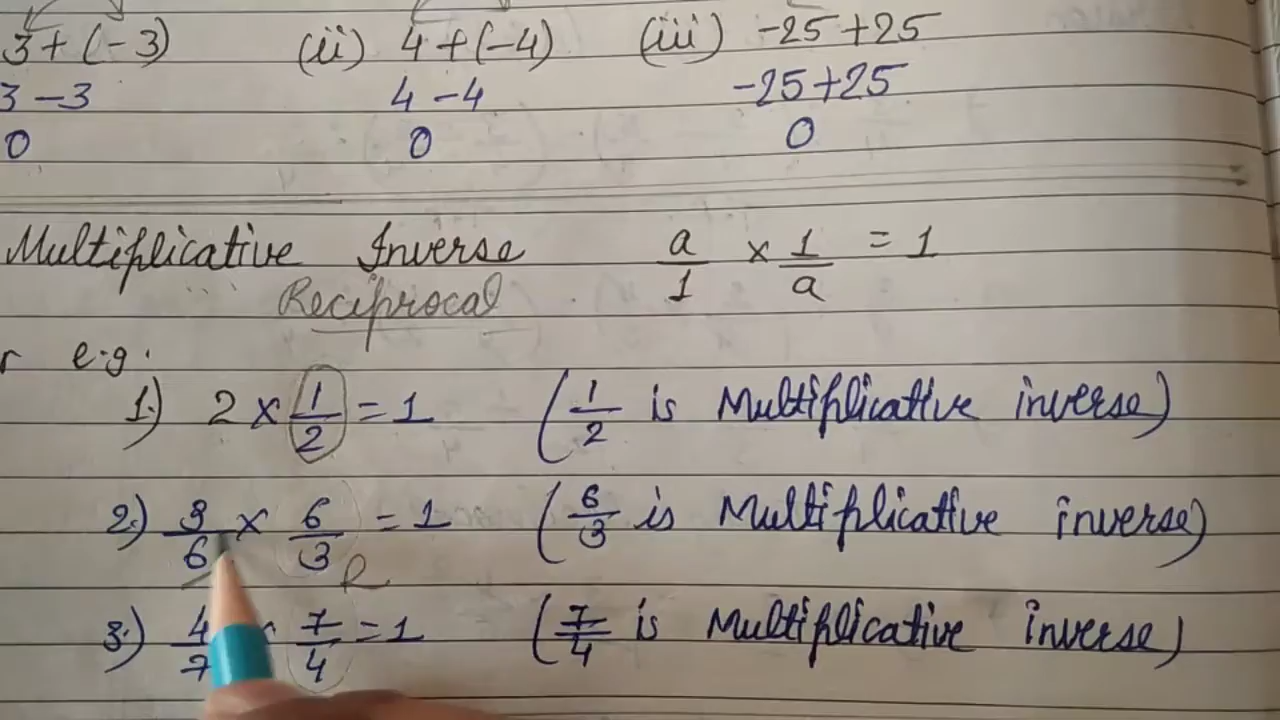 3+(-3) (ii) 4+(-4) (iii) -25+25
3-3 4-4 -25+25
0 0 0
Multiplicative Inverse a/1 × 1/a = 1
Reciprocal
r e.g.
1.) 2 × 1/2 = 1 (1/2 is Multiplicative inverse)
2.) 3/6 × 6/3 = 1 (6/3 is Multiplicative inverse)
R
3.) 4/7 × 7/4 = 1 (7/4 is Multiplicative inverse)